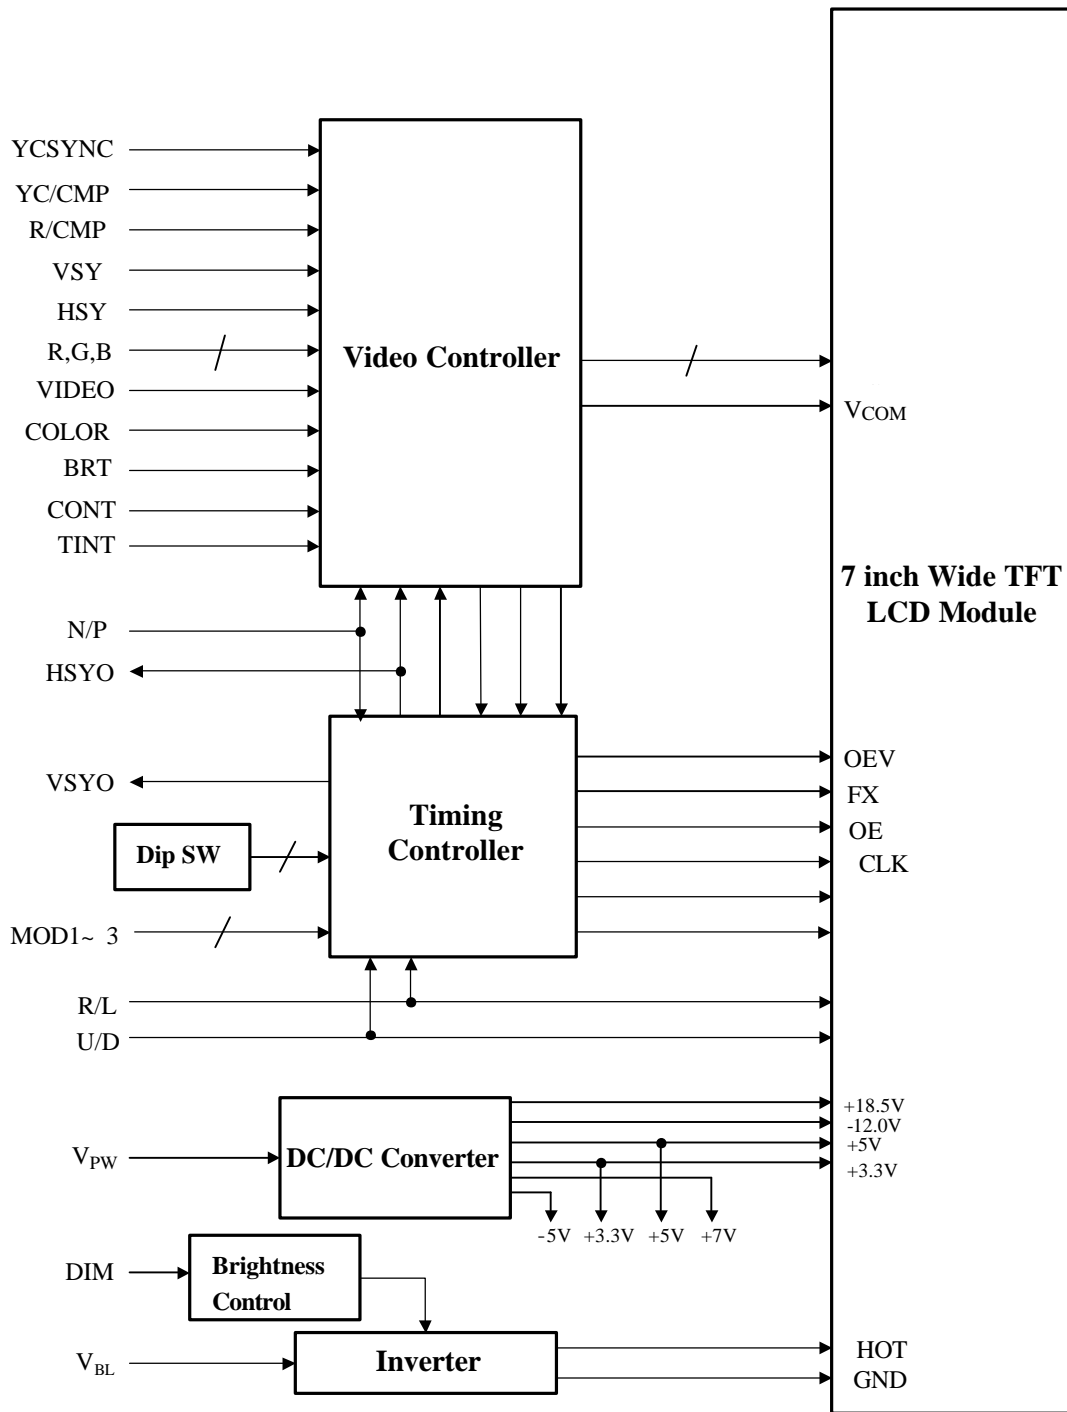 YCSYNC
YC/CMP
R/CMP
VSY
HSY
R,G,B
VIDEO
COLOR
BRT
CONT
TINT
Video Controller
VCOM
7 inch Wide TFT
LCD Module
N/P
HSYO
VSYO
Dip SW
MOD1~ 3
Timing
Controller
OEV
FX
OE
CLK
R/L
U/D
VPW
DC/DC Converter
+18.5V
-12.0V
+5V
+3.3V
-5V +3.3V +5V +7V
DIM
Brightness
Control
VBL
Inverter
HOT
GND